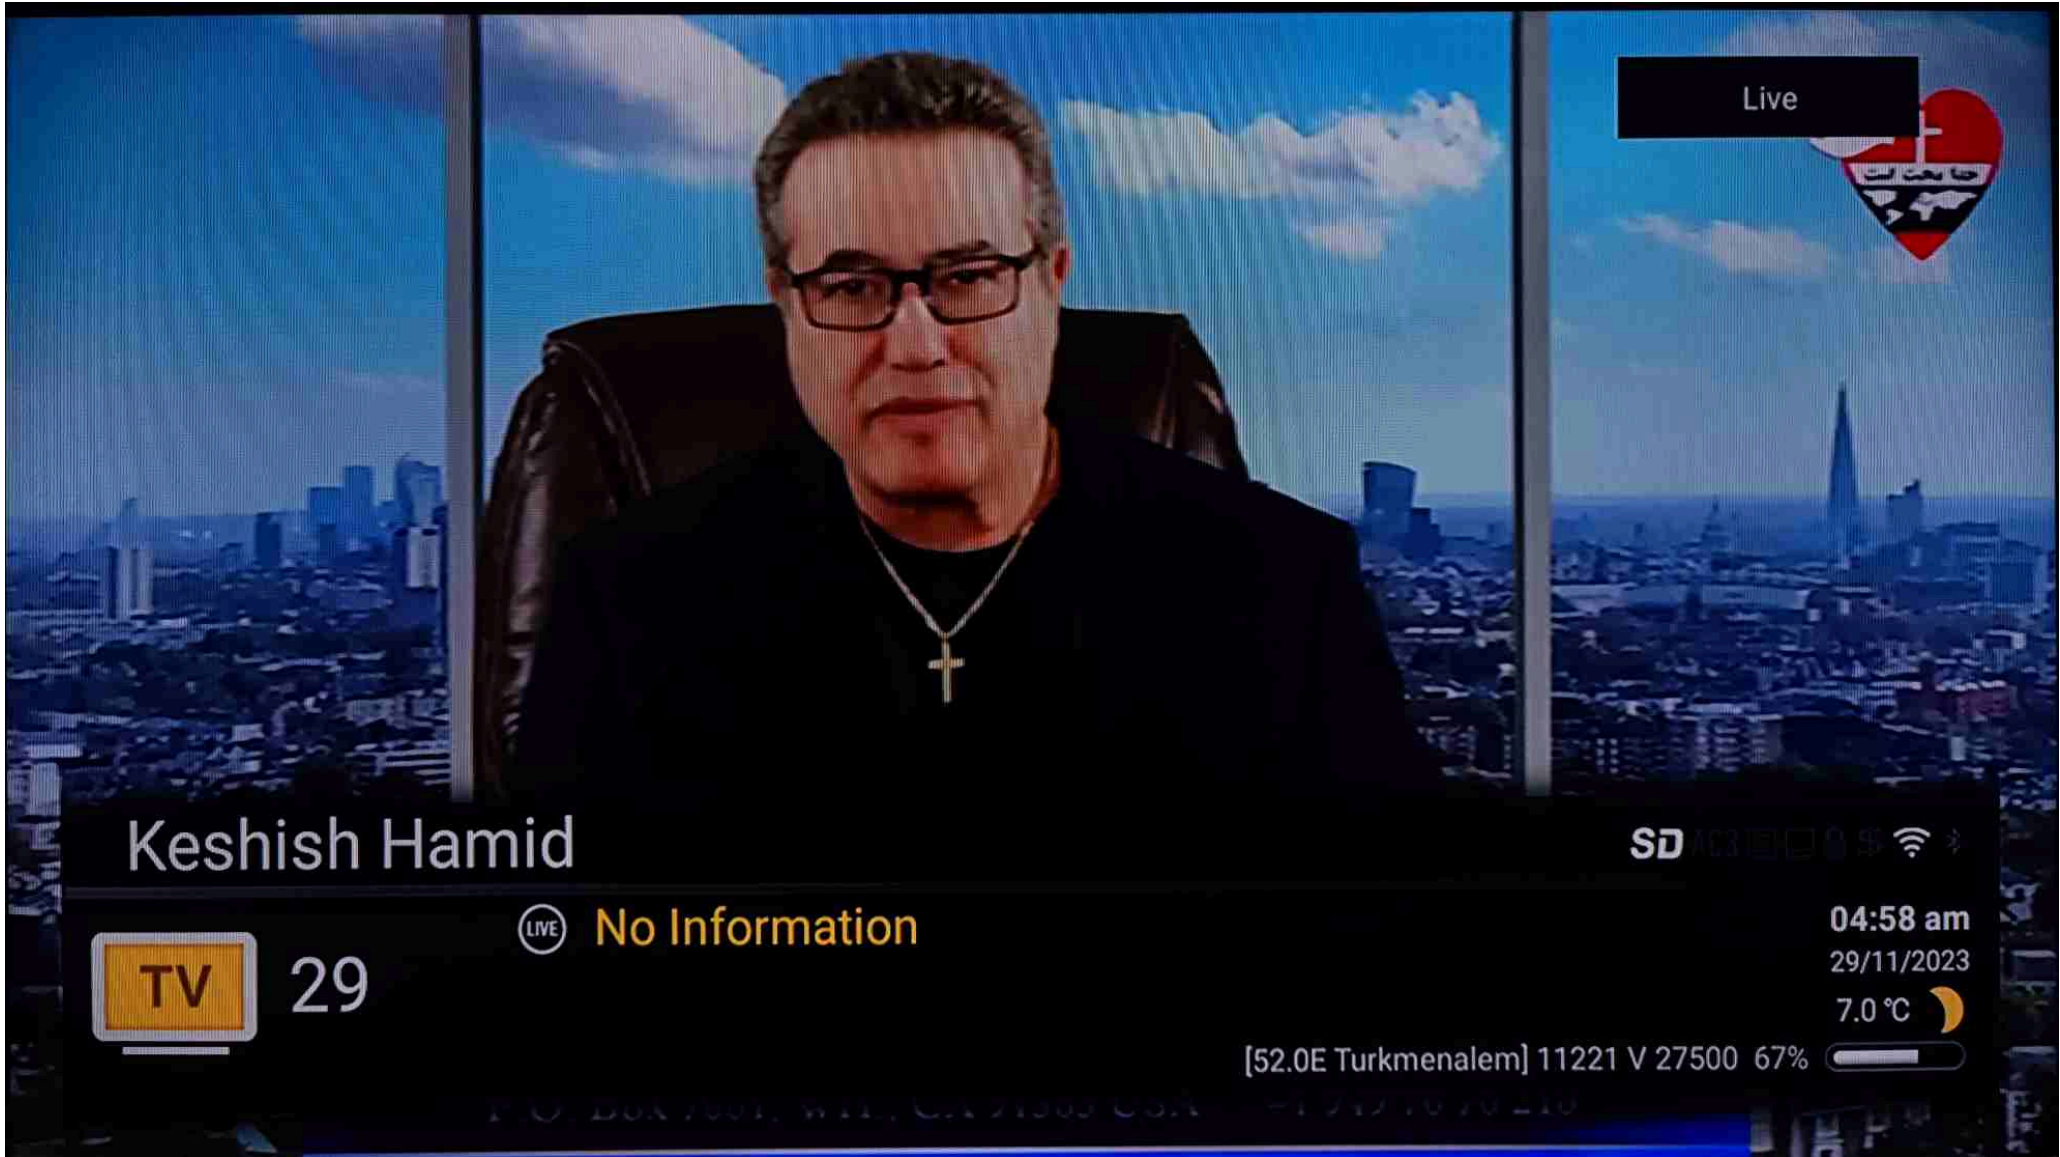 Live
Keshish Hamid
SD
LIVE No Information
04:58 am
TV 29
29/11/2023
7.0 °C
[52.0E Turkmenalem] 11221 V 27500 67%